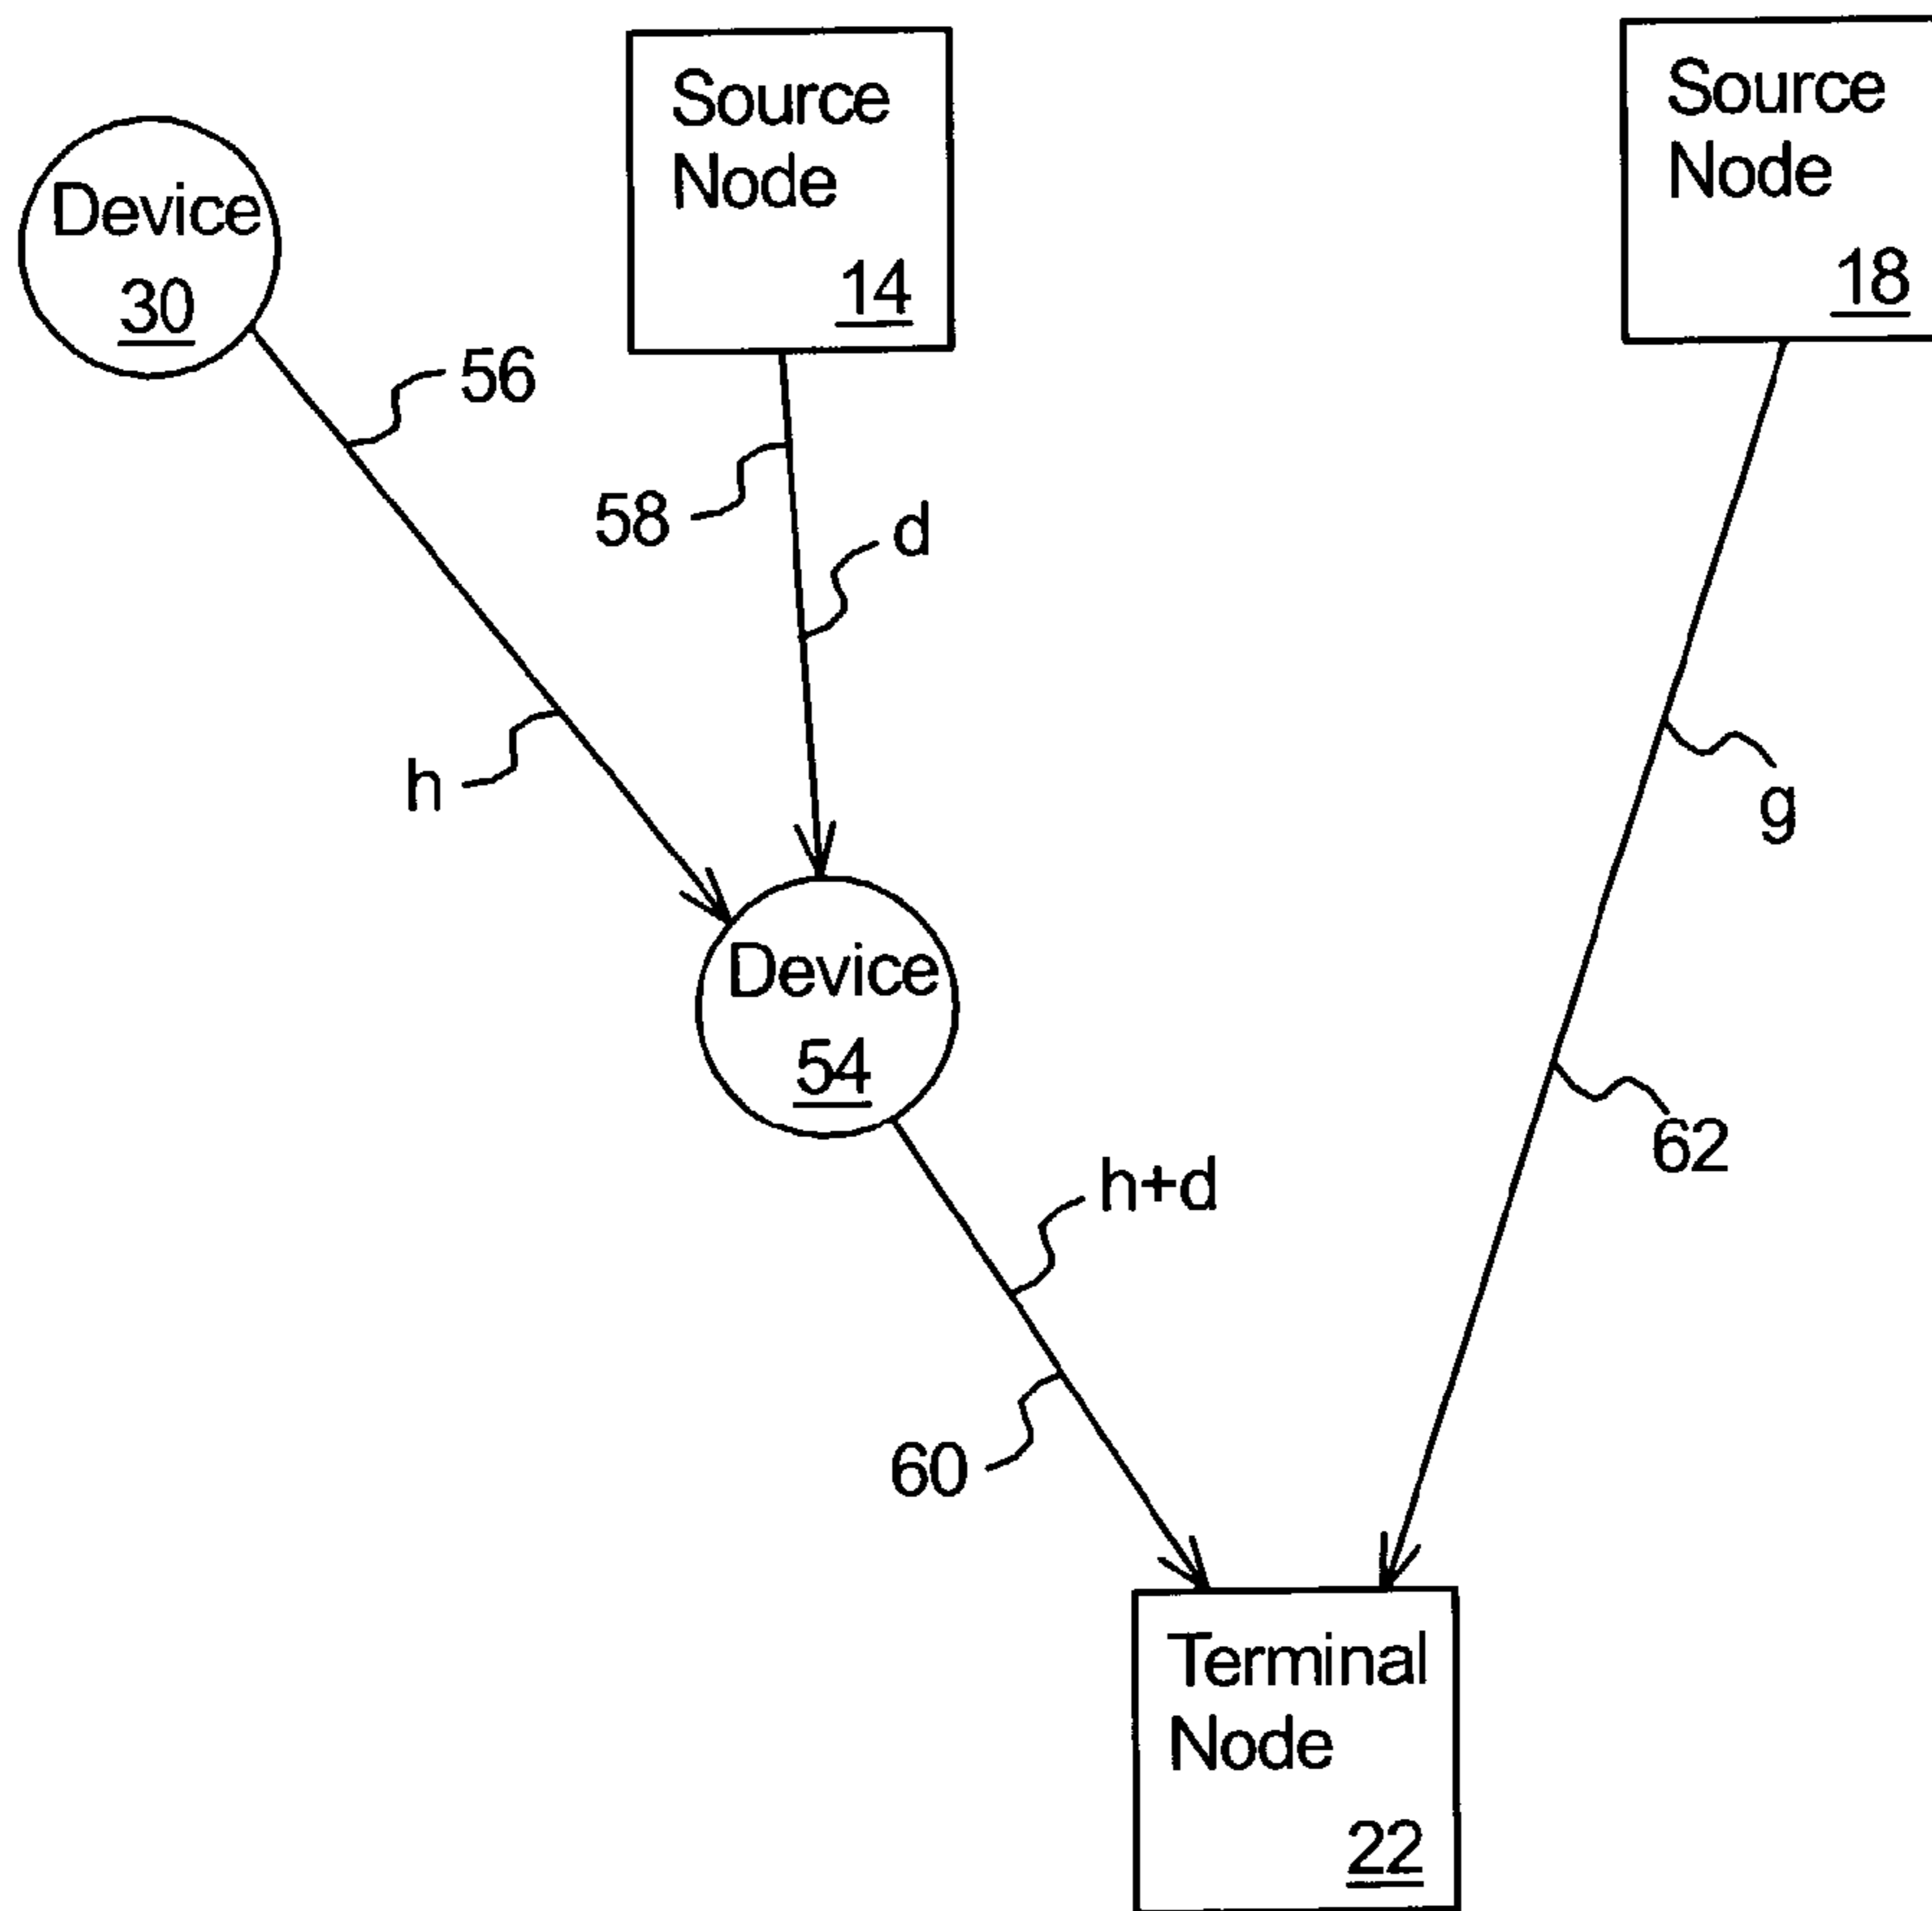 Source
Node
14
Source
Node
18
Device
30
56
58
d
h
g
Device
54
62
h+d
60
Terminal
Node
22